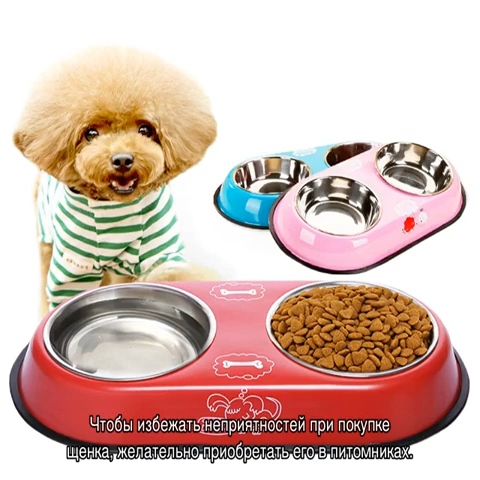 Чтобы избежать неприятностей при покупке
щенка, желательно приобретать его в питомниках.